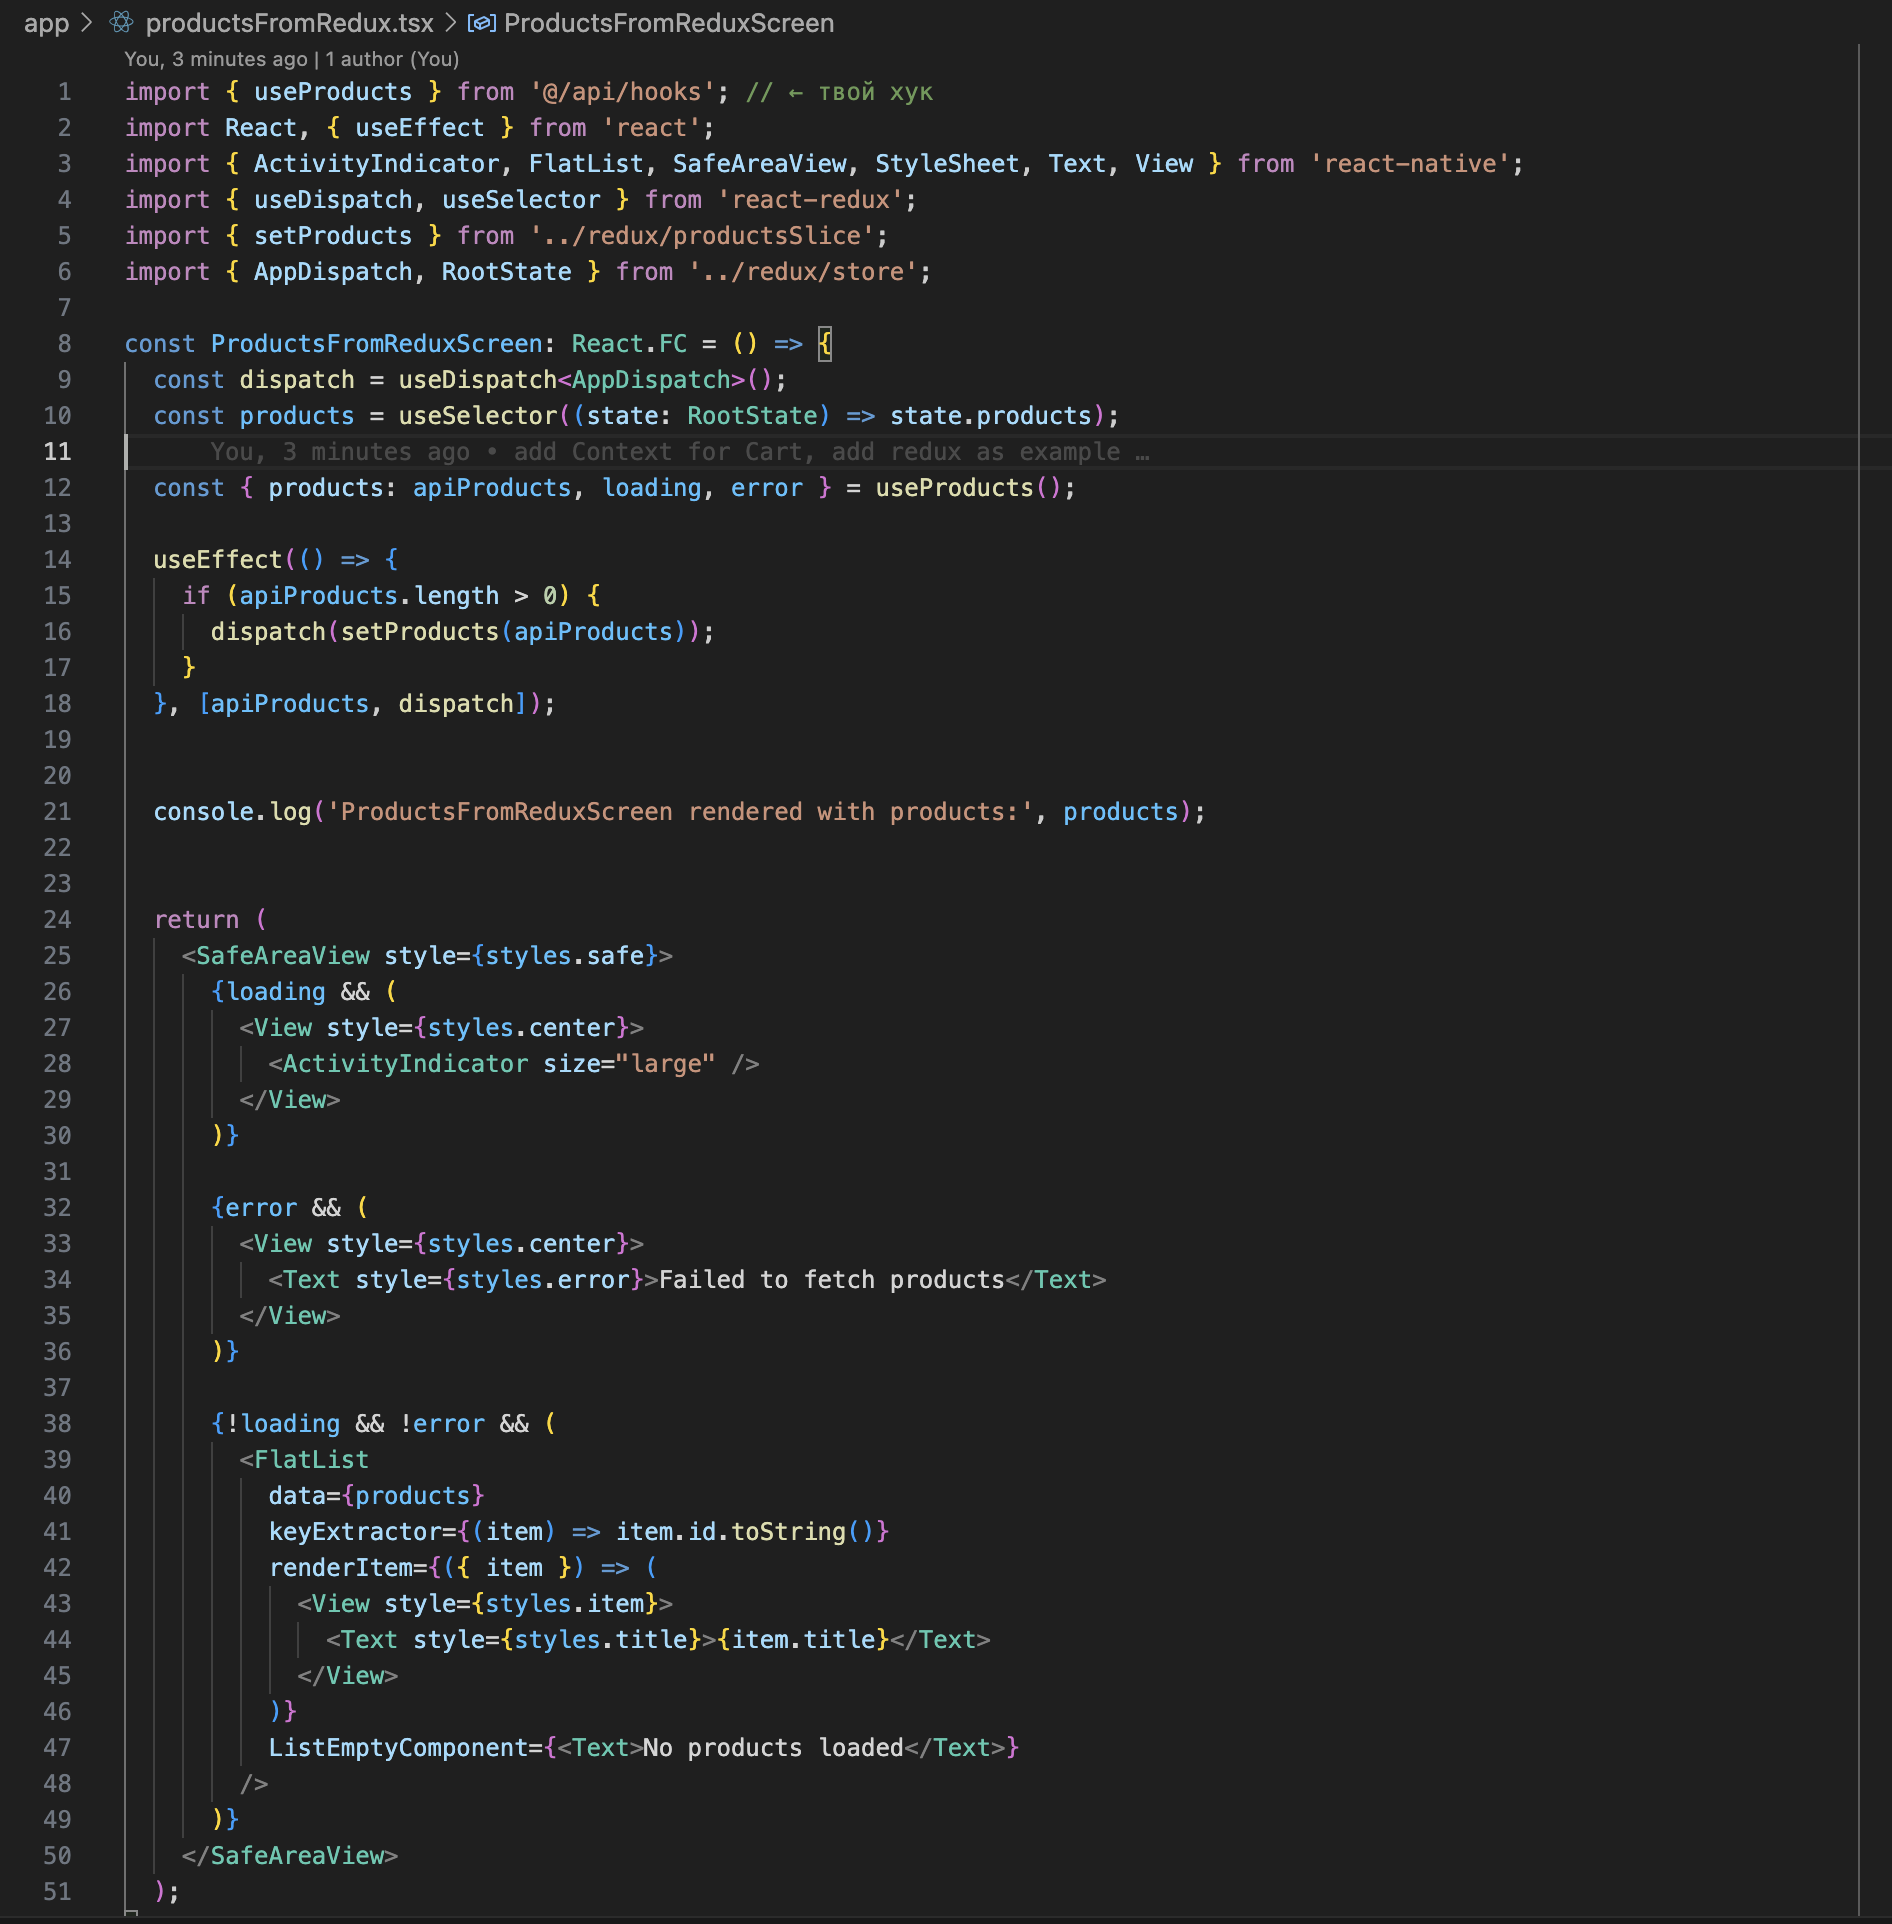 app > productsFromRedux.tsx > ProductsFromReduxScreen
You, 3 minutes ago | 1 author (You)
1 import { useProducts } from '@/api/hooks'; // ← твой хук
2 import React, { useEffect } from 'react';
3 import { ActivityIndicator, FlatList, SafeAreaView, StyleSheet, Text, View } from 'react-native';
4 import { useDispatch, useSelector } from 'react-redux';
5 import { setProducts } from '../redux/productsSlice';
6 import { AppDispatch, RootState } from '../redux/store';
7
8 const ProductsFromReduxScreen: React.FC = () => {
9   const dispatch = useDispatch<AppDispatch>();
10   const products = useSelector((state: RootState) => state.products);
11       You, 3 minutes ago • add Context for Cart, add redux as example …
12   const { products: apiProducts, loading, error } = useProducts();
13
14   useEffect(() => {
15     if (apiProducts.length > 0) {
16       dispatch(setProducts(apiProducts));
17     }
18   }, [apiProducts, dispatch]);
19
20
21   console.log('ProductsFromReduxScreen rendered with products:', products);
22
23
24   return (
25     <SafeAreaView style={styles.safe}>
26       {loading && (
27         <View style={styles.center}>
28           <ActivityIndicator size="large" />
29         </View>
30       )}
31
32       {error && (
33         <View style={styles.center}>
34           <Text style={styles.error}>Failed to fetch products</Text>
35         </View>
36       )}
37
38       {!loading && !error && (
39         <FlatList
40           data={products}
41           keyExtractor={(item) => item.id.toString()}
42           renderItem={({ item }) => (
43             <View style={styles.item}>
44               <Text style={styles.title}>{item.title}</Text>
45             </View>
46           )}
47           ListEmptyComponent={<Text>No products loaded</Text>}
48         />
49       )}
50     </SafeAreaView>
51   );